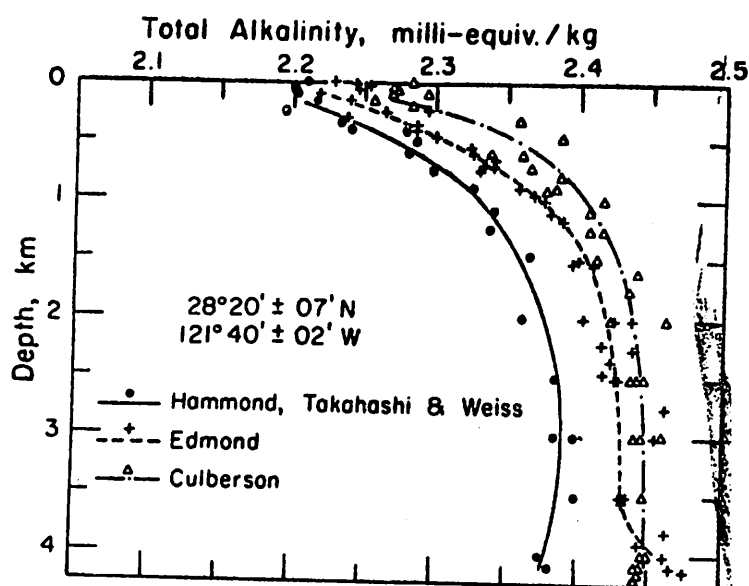 Total Alkalinity, milli-equiv./kg
2.1 2.2 2.3 2.4 2.5
0
1
2
3
4
Depth, km
28°20' ± 07' N
121°40' ± 02' W
Hammond, Takahashi & Weiss
Edmond
Culberson